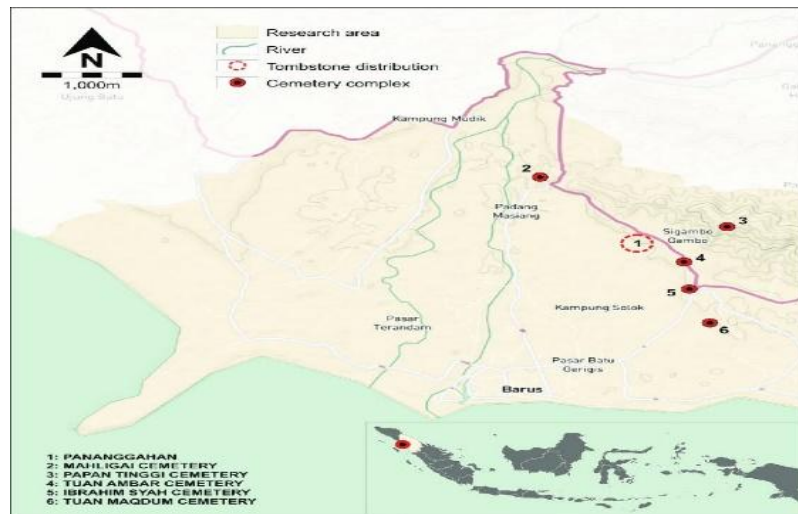 Research area
River
Tombstone distribution
Cemetery complex
N
1,000m
Kampung Mudik
2
Padang
Masiang
3
Sigambo
Gambo
1
4
5
Kampung Solok
6
Pasar
Terandam
Pasar Batu
Gerigis
Barus
1: PANANGGAHAN
2: MAHLIGAI CEMETERY
3: PAPAN TINGGI CEMETERY
4: TUAN AMBAR CEMETERY
5: IBRAHIM SYAH CEMETERY
6: TUAN MAQDUM CEMETERY